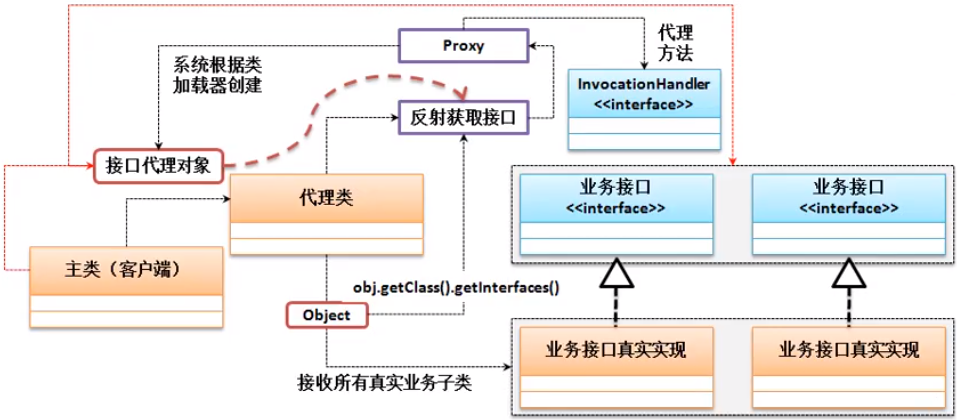 Proxy
代理
方法
系统根据类
加载器创建
InvocationHandler
<<interface>>
反射获取接口
接口代理对象
代理类
业务接口
<<interface>>
业务接口
<<interface>>
主类（客户端）
obj.getClass().getInterfaces()
Object
业务接口真实实现
业务接口真实实现
接收所有真实业务子类